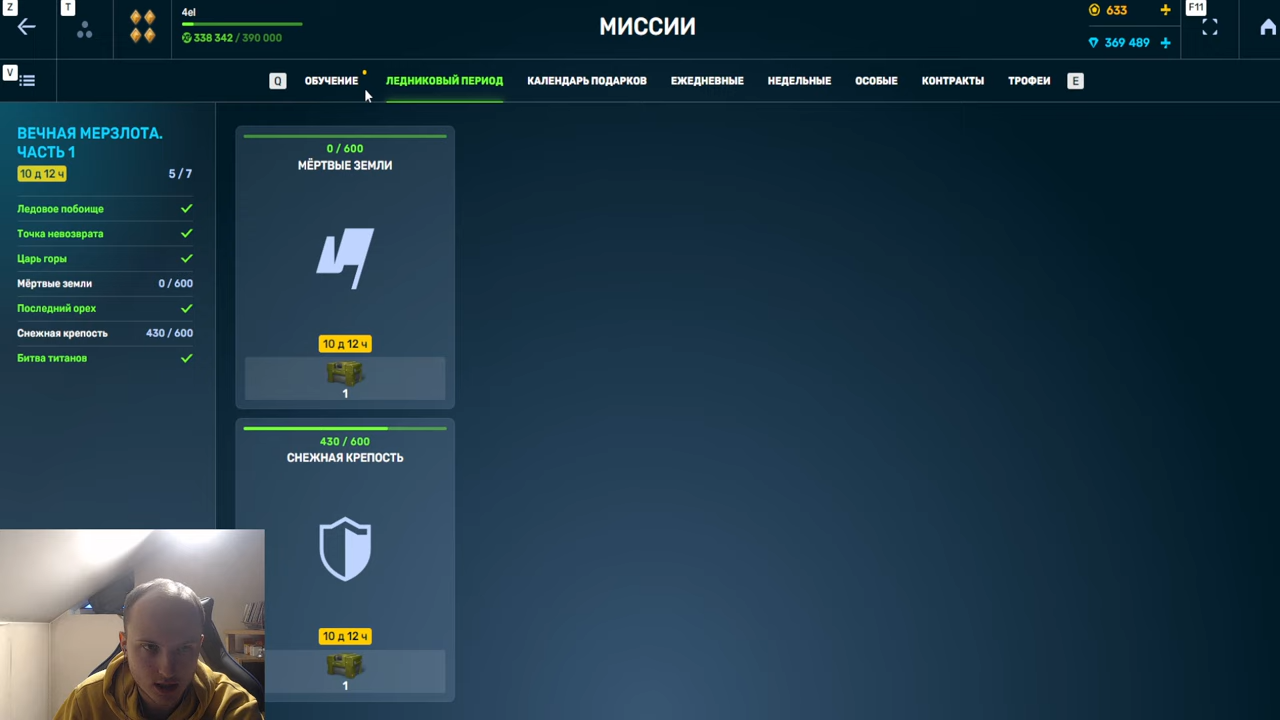 Z
T
4el
338 342 / 390 000
МИССИИ
633
369 489
F11
V
Q
ОБУЧЕНИЕ
ЛЕДНИКОВЫЙ ПЕРИОД
КАЛЕНДАРЬ ПОДАРКОВ
ЕЖЕДНЕВНЫЕ
НЕДЕЛЬНЫЕ
ОСОБЫЕ
КОНТРАКТЫ
ТРОФЕИ
E
ВЕЧНАЯ МЕРЗЛОТА.
ЧАСТЬ 1
10 д 12 ч 5 / 7
Ледовое побоище
Точка невозврата
Царь горы
Мёртвые земли 0 / 600
Последний орех
Снежная крепость 430 / 600
Битва титанов
0 / 600
МЁРТВЫЕ ЗЕМЛИ
10 д 12 ч
1
430 / 600
СНЕЖНАЯ КРЕПОСТЬ
10 д 12 ч
1